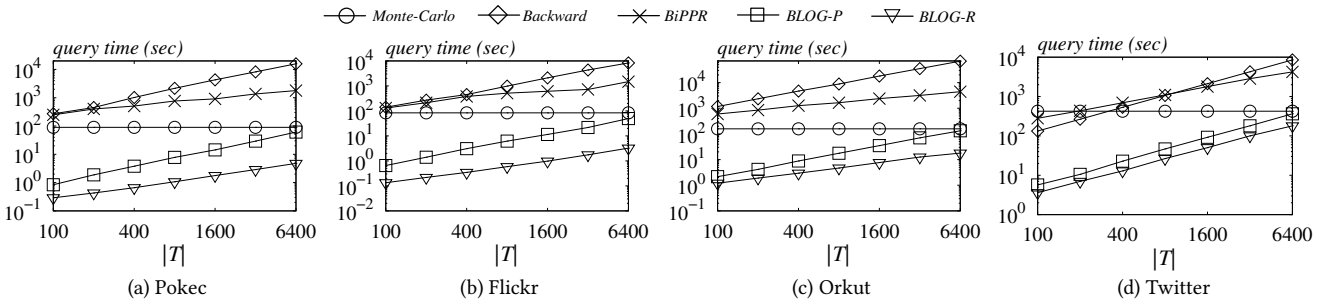 Monte-Carlo Backward BiPPR BLOG-P BLOG-R
query time (sec) query time (sec) query time (sec) query time (sec)
10^4 10^4 10^4 10^4
10^3 10^3 10^3 10^3
10^2 10^2 10^2 10^2
10^1 10^1 10^1 10^1
10^0 10^0 10^0 10^0
10^-1 10^-1 10^-1
10^-2
100 400 1600 6400 100 400 1600 6400 100 400 1600 6400 100 400 1600 6400
|T| |T| |T| |T|
(a) Pokec (b) Flickr (c) Orkut (d) Twitter